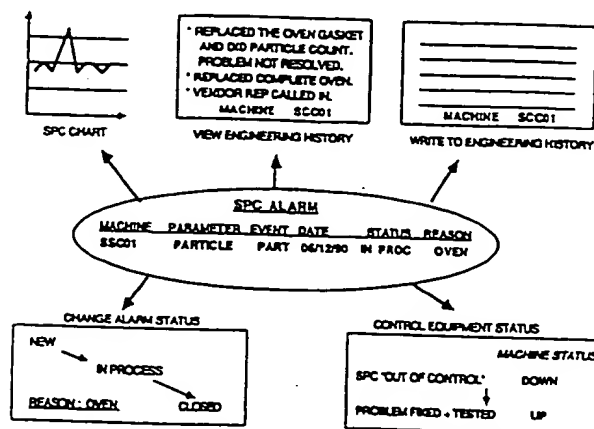 * REPLACED THE OVEN GASKET
AND DID PARTICLE COUNT.
PROBLEM NOT RESOLVED.
* REPLACED COMPLETE OVEN.
* VENDOR REP CALLED IN.
MACHINE SCC01
MACHINE SCC01
SPC CHART
VIEW ENGINEERING HISTORY
WRITE TO ENGINEERING HISTORY
SPC ALARM
MACHINE PARAMETER EVENT DATE STATUS REASON
SSC01 PARTICLE PART 06/12/90 IN PROC OVEN
CHANGE ALARM STATUS
NEW
IN PROCESS
REASON : OVEN CLOSED
CONTROL EQUIPMENT STATUS
MACHINE STATUS
SPC "OUT OF CONTROL" DOWN
PROBLEM FIXED + TESTED UP